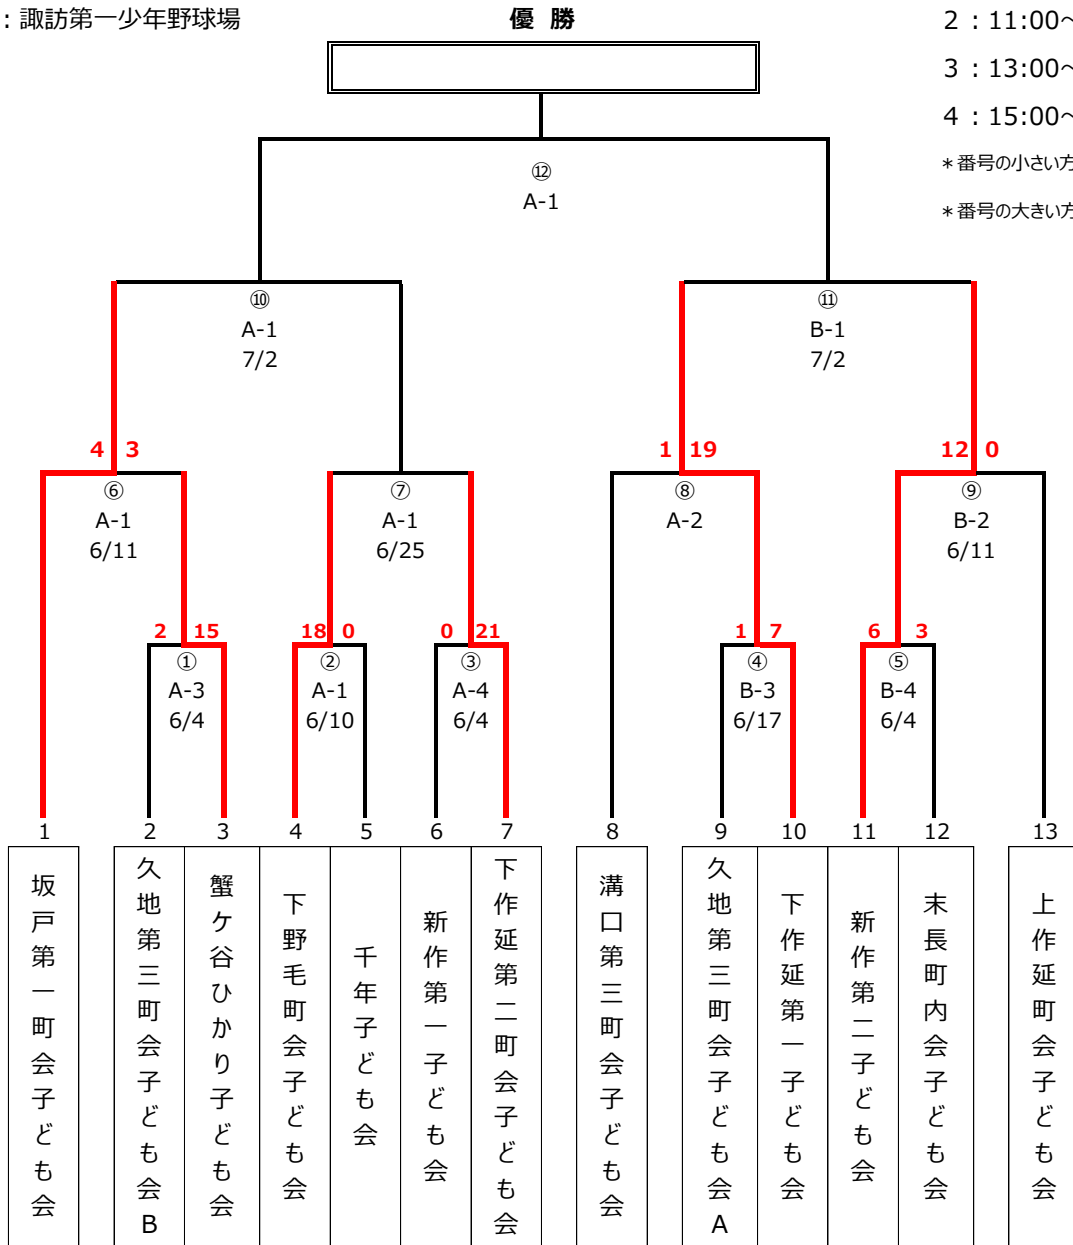 ：諏訪第一少年野球場
優 勝
2：11:00～
3：13:00～
4：15:00～
＊番号の小さい方
＊番号の大きい方
⑫
A-1
⑩
A-1
7/2
⑪
B-1
7/2
4 3
1 19
12 0
⑥
A-1
6/11
⑦
A-1
6/25
⑧
A-2
⑨
B-2
6/11
2 15
18 0
0 21
1 7
6 3
①
A-3
6/4
②
A-1
6/10
③
A-4
6/4
④
B-3
6/17
⑤
B-4
6/4
1 2 3 4 5 6 7 8 9 10 11 12 13
坂戸第一町会子ども会
久地第三町会子ども会B
蟹ケ谷ひかり子ども会
下野毛町会子ども会
千年子ども会
新作第一子ども会
下作延第二町会子ども会
溝口第三町会子ども会
久地第三町会子ども会A
下作延第一子ども会
新作第二子ども会
末長町内会子ども会
上作延町会子ども会